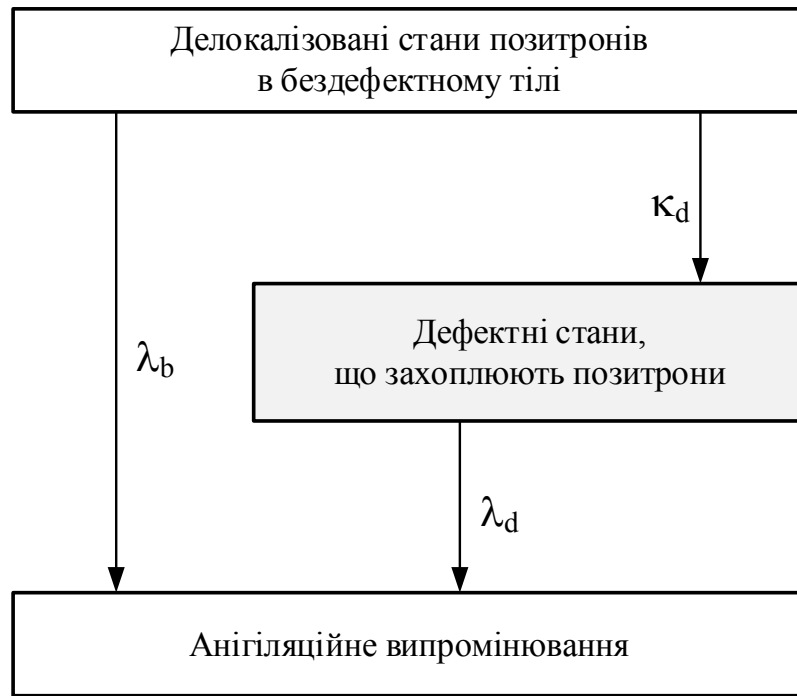 Делокалізовані стани позитронів
в бездефектному тілі
κd
Дефектні стани,
що захоплюють позитрони
λb
λd
Анігіляційне випромінювання